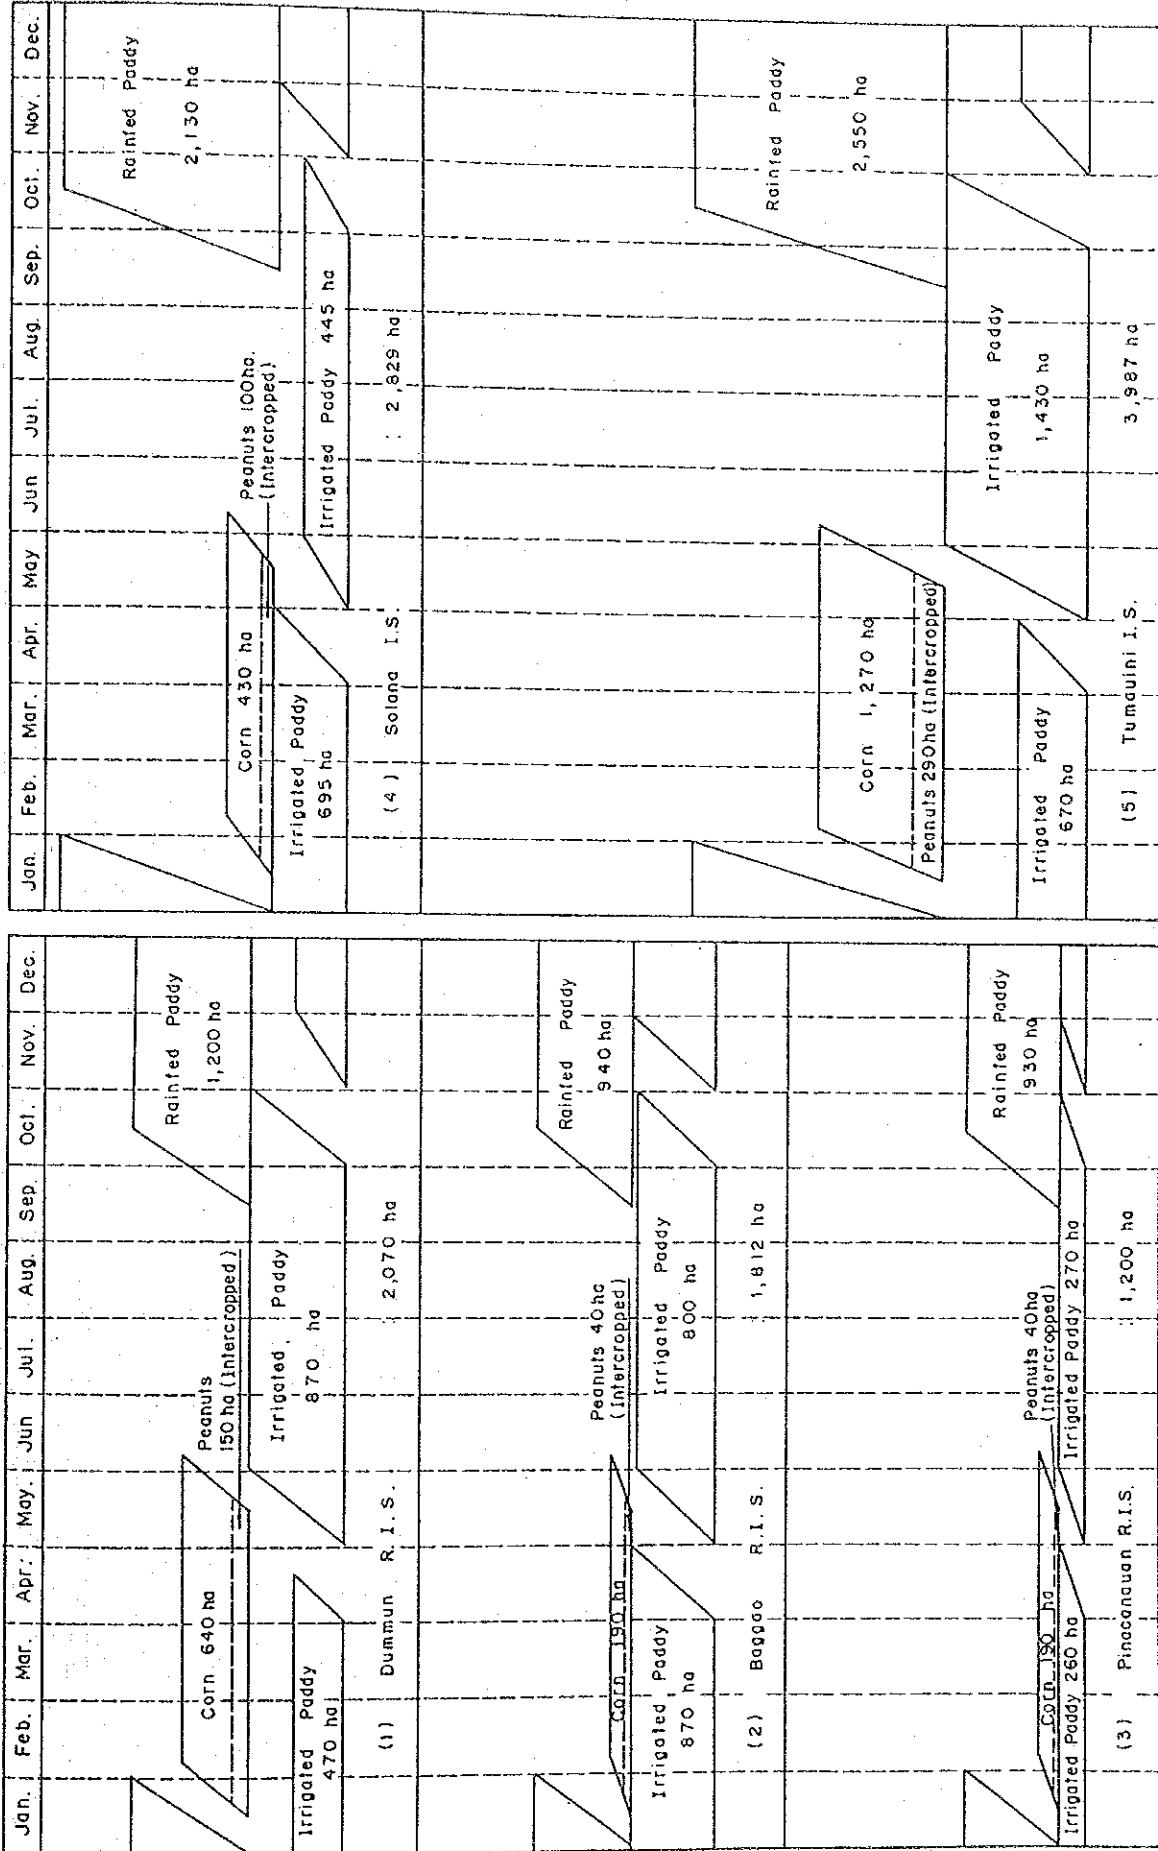 Jan. Feb. Mar. Apr. May. Jun Jul. Aug. Sep. Oct. Nov. Dec.
Rainfed Paddy
1,200 ha
Peanuts
150 ha (Intercropped)
Corn 640 ha
Irrigated Paddy
870 ha
Irrigated Paddy
470 ha
(1) Dummun R.I.S. : 2,070 ha
Rainfed Paddy
940 ha
Peanuts 40ha
(Intercropped)
Corn 190 ha
Irrigated Paddy
800 ha
Irrigated Paddy
870 ha
(2) Baggao R.I.S. : 1,812 ha
Rainfed Paddy
930 ha
Peanuts 40ha
(Intercropped)
Corn 190 ha
Irrigated Paddy 270 ha
Irrigated Paddy 260 ha
(3) Pinacanauan R.I.S. : 1,200 ha
Jan. Feb. Mar. Apr. May Jun Jul. Aug. Sep. Oct. Nov. Dec.
Rainfed Paddy
2,130 ha
Peanuts 100ha.
(Intercropped)
Corn 430 ha
Irrigated Paddy 445 ha
Irrigated Paddy
695 ha
(4) Solana I.S. : 2,829 ha
Rainfed Paddy
2,550 ha
Corn 1,270 ha
Peanuts 290ha (Intercropped)
Irrigated Paddy
1,430 ha
Irrigated Paddy
670 ha
(5) Tumauini I.S. 3,987 ha